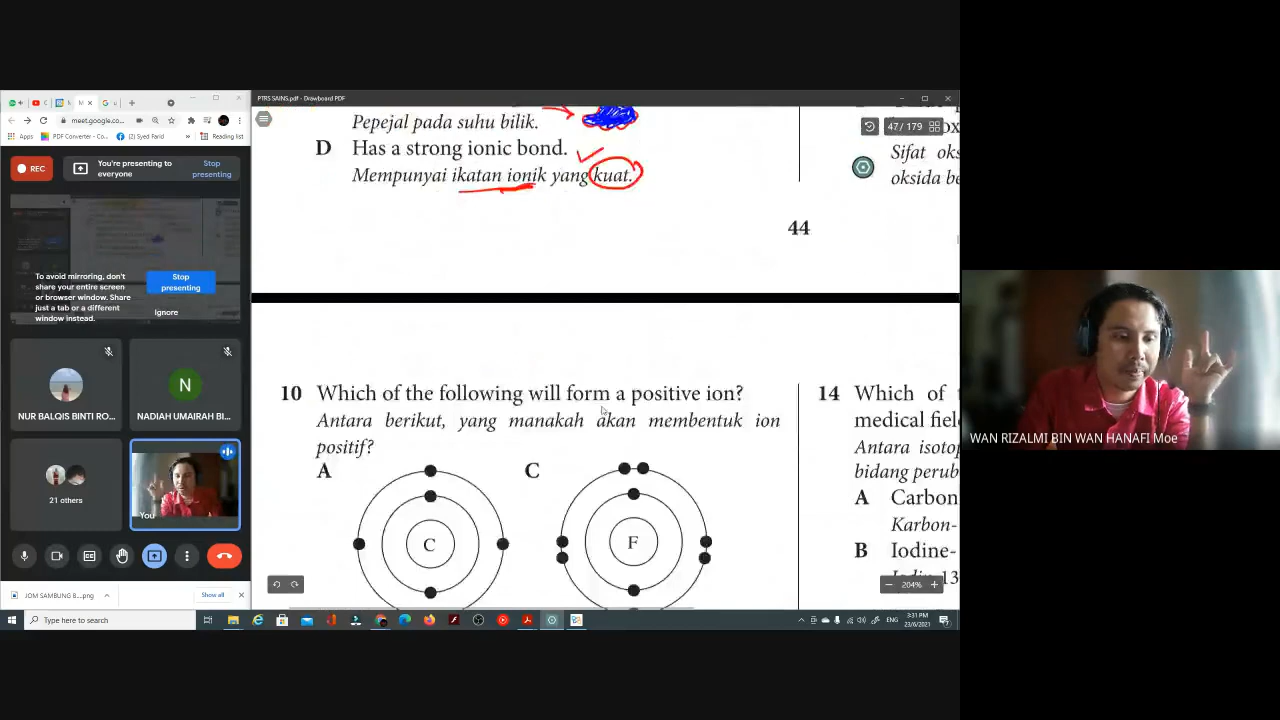 PTRS SAINS.pdf - Drawboard PDF
meet.google.co
Apps
PDF Converter - Co...
(2) Syed Farid
Reading list
REC
You're presenting to everyone
Stop presenting
To avoid mirroring, don't
share your entire screen
or browser window. Share
just a tab or a different
window instead.
Stop presenting
Ignore
NUR BALQIS BINTI RO...
N
NADIAH UMAIRAH BI...
21 others
You
JOM SAMBUNG B....png
Show all
Type here to search
ENG
3:31 PM
23/6/2021
Pepejal pada suhu bilik.
D Has a strong ionic bond.
Mempunyai ikatan ionik yang kuat.
47 / 179
Sifat oks
oksida be
44
10 Which of the following will form a positive ion?
Antara berikut, yang manakah akan membentuk ion
positif?
A
C
C
F
14 Which of
medical fiel
Antara isotop
bidang perub
A Carbon
Karbon-
B Iodine-
204%
WAN RIZALMI BIN WAN HANAFI Moe